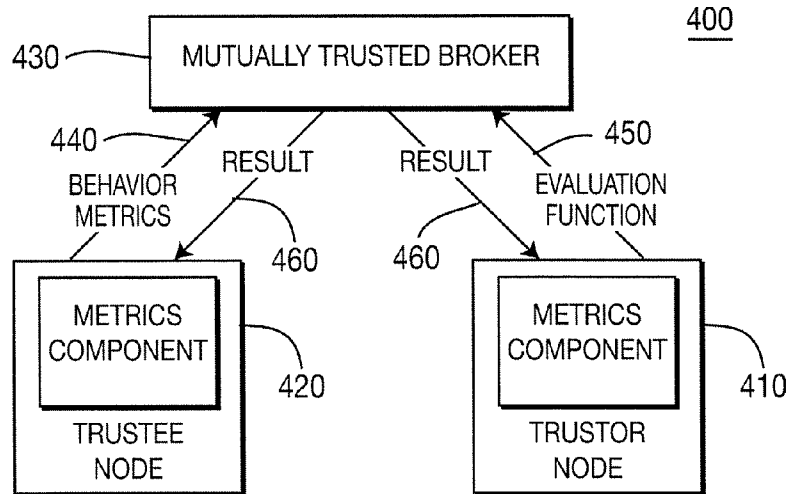 400
430
MUTUALLY TRUSTED BROKER
440
450
RESULT
RESULT
BEHAVIOR
METRICS
EVALUATION
FUNCTION
460
460
METRICS
COMPONENT
METRICS
COMPONENT
420
410
TRUSTEE
NODE
TRUSTOR
NODE